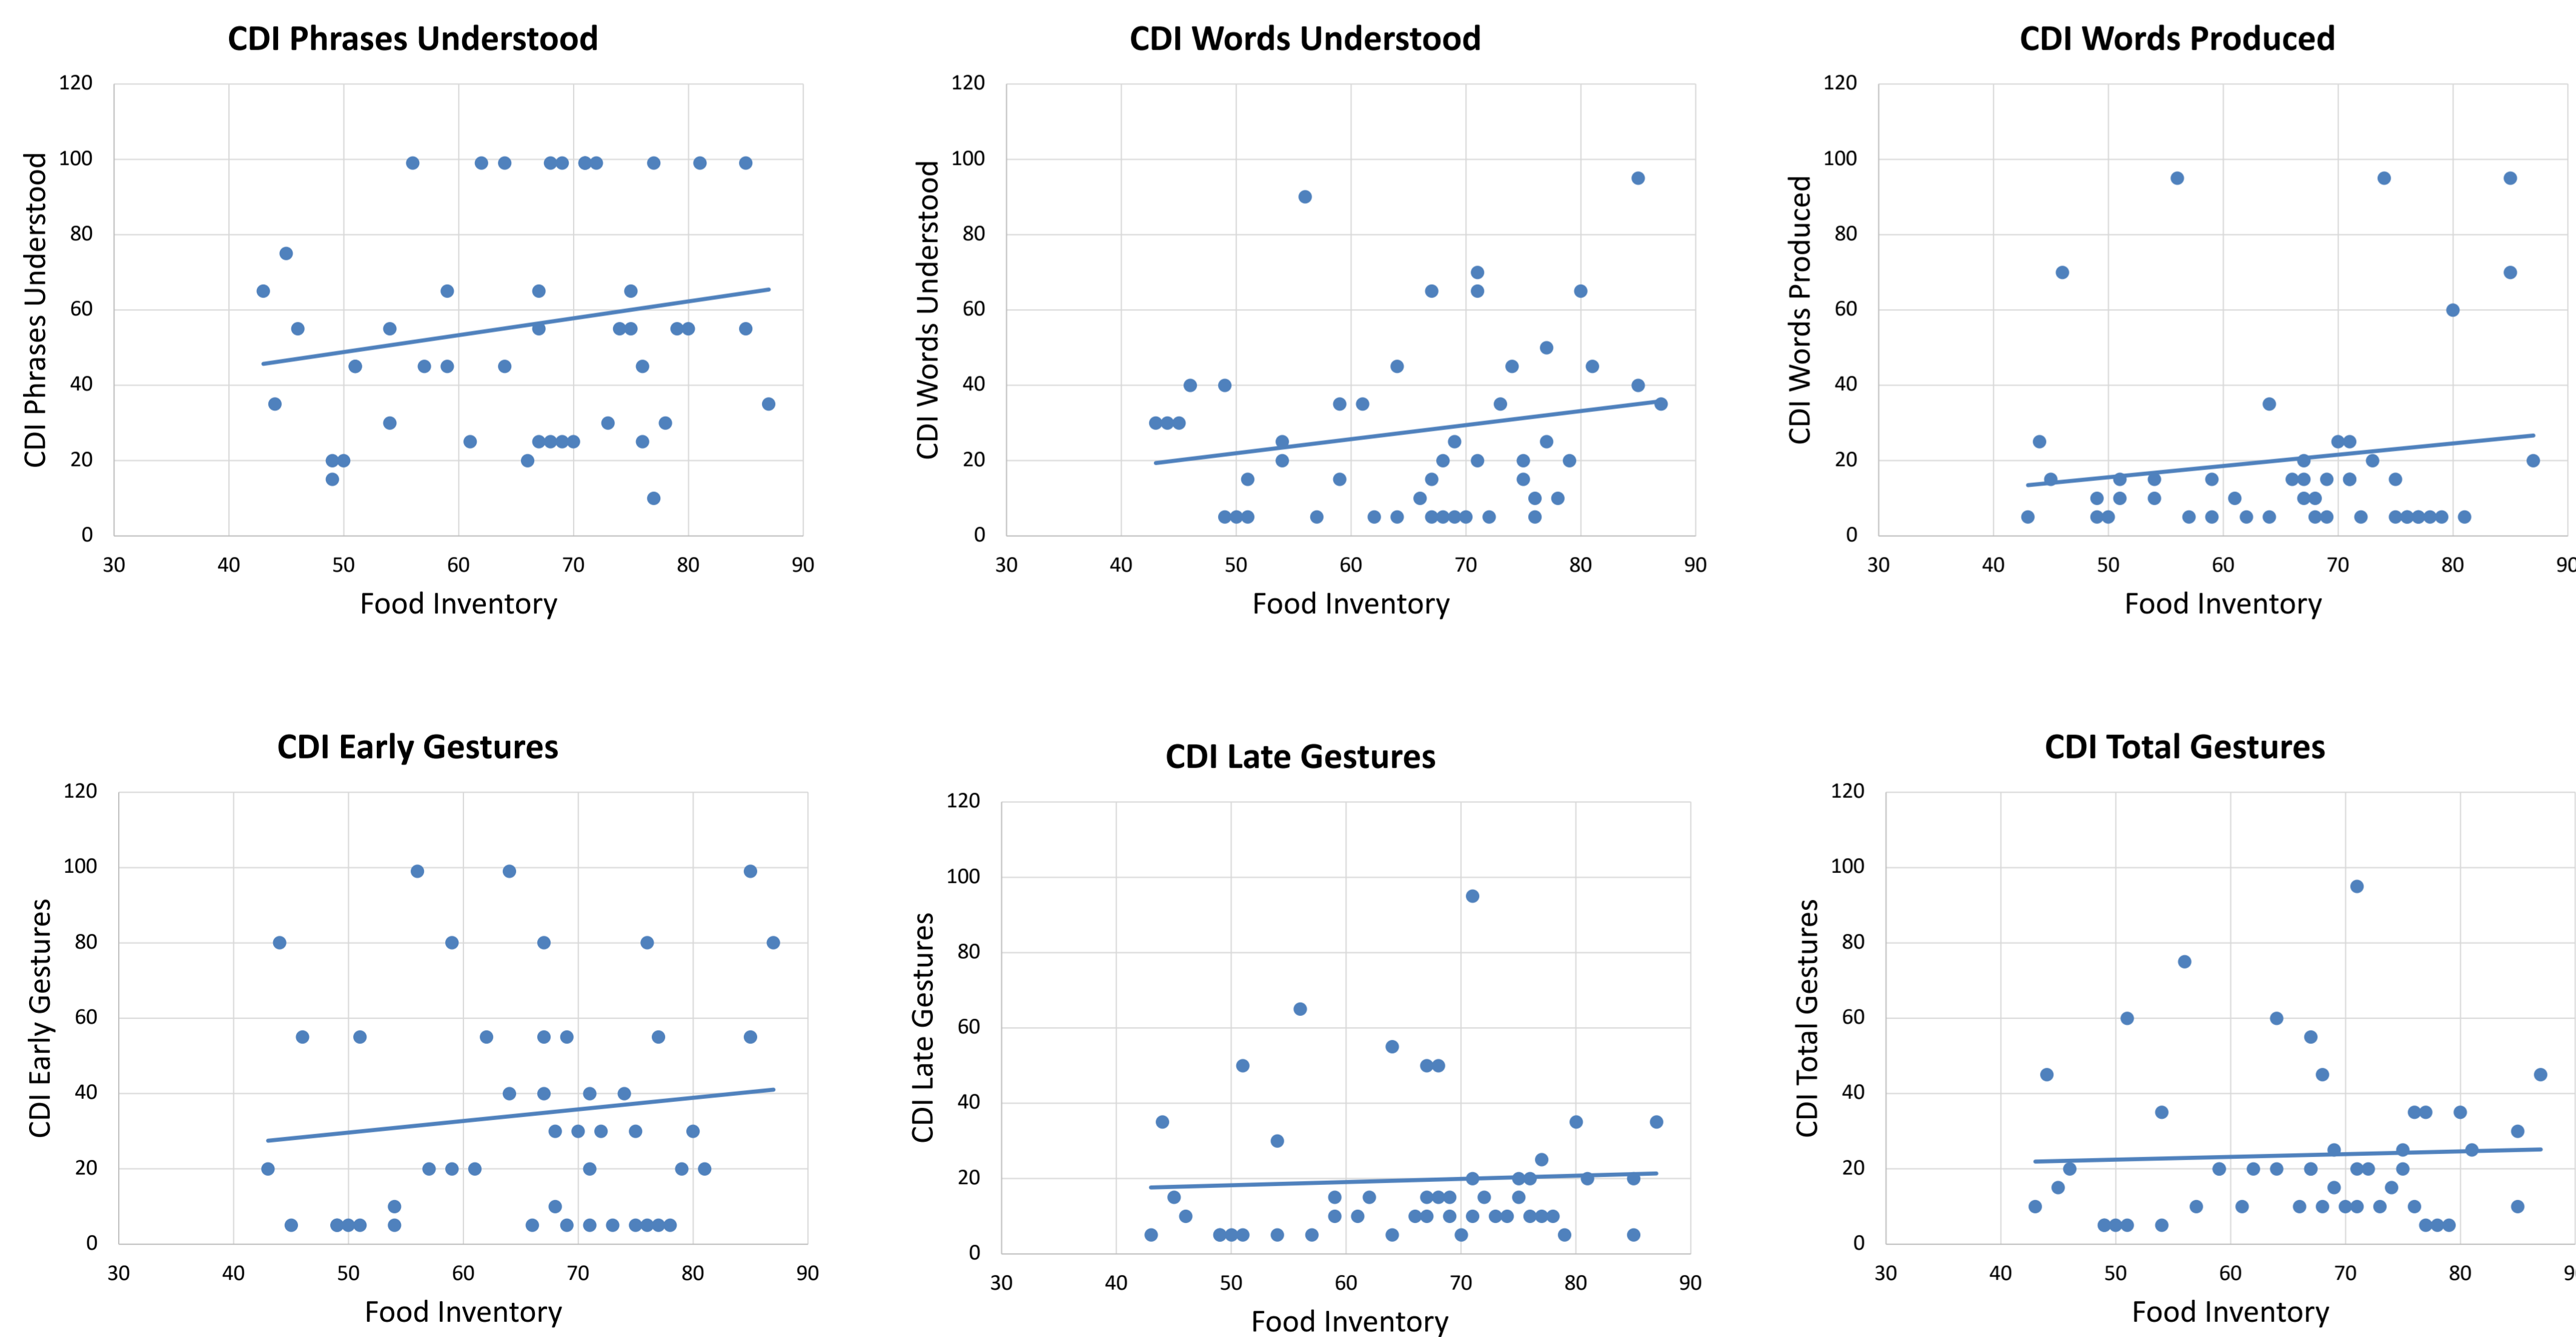 CDI Phrases Understood
120
100
80
60
40
20
0
CDI Phrases Understood
30 40 50 60 70 80 90
Food Inventory
CDI Words Understood
120
100
80
60
40
20
0
CDI Words Understood
30 40 50 60 70 80 90
Food Inventory
CDI Words Produced
120
100
80
60
40
20
0
CDI Words Produced
30 40 50 60 70 80 90
Food Inventory
CDI Early Gestures
120
100
80
60
40
20
0
CDI Early Gestures
30 40 50 60 70 80 90
Food Inventory
CDI Late Gestures
120
100
80
60
40
20
0
CDI Late Gestures
30 40 50 60 70 80 90
Food Inventory
CDI Total Gestures
120
100
80
60
40
20
0
CDI Total Gestures
30 40 50 60 70 80 9
Food Inventory